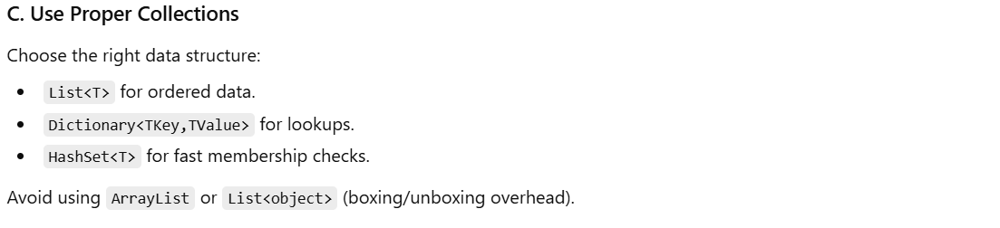 C. Use Proper Collections
Choose the right data structure:
• List<T> for ordered data.
• Dictionary<TKey,TValue> for lookups.
• HashSet<T> for fast membership checks.
Avoid using ArrayList or List<object> (boxing/unboxing overhead).